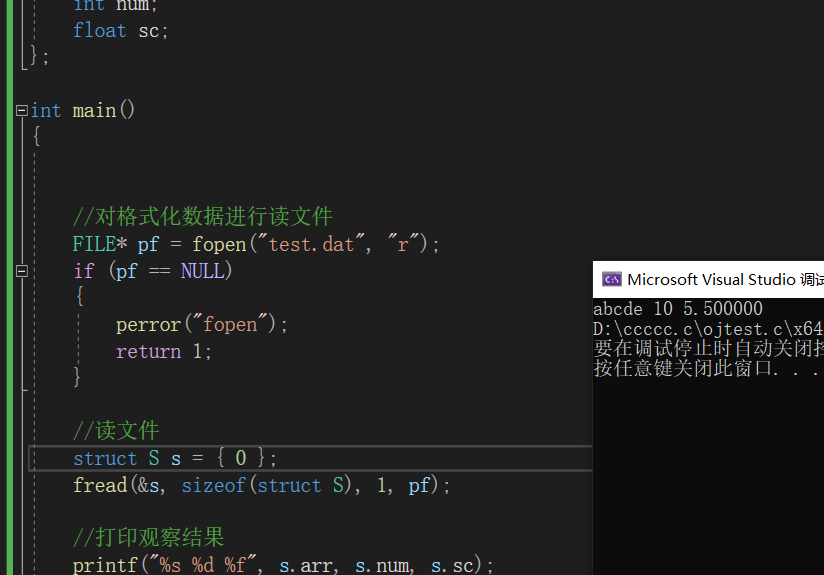 int num;
float sc;
};
int main()
{
//对格式化数据进行读文件
FILE* pf = fopen("test.dat", "r");
if (pf == NULL)
{
perror("fopen");
return 1;
}
//读文件
struct S s = { 0 };
fread(&s, sizeof(struct S), 1, pf);
//打印观察结果
printf("%s %d %f", s.arr, s.num, s.sc);
Microsoft Visual Studio 调试
abcde 10 5.500000
D:\ccccc.c\ojtest.c\x64
要在调试停止时自动关闭控
按任意键关闭此窗口. . .